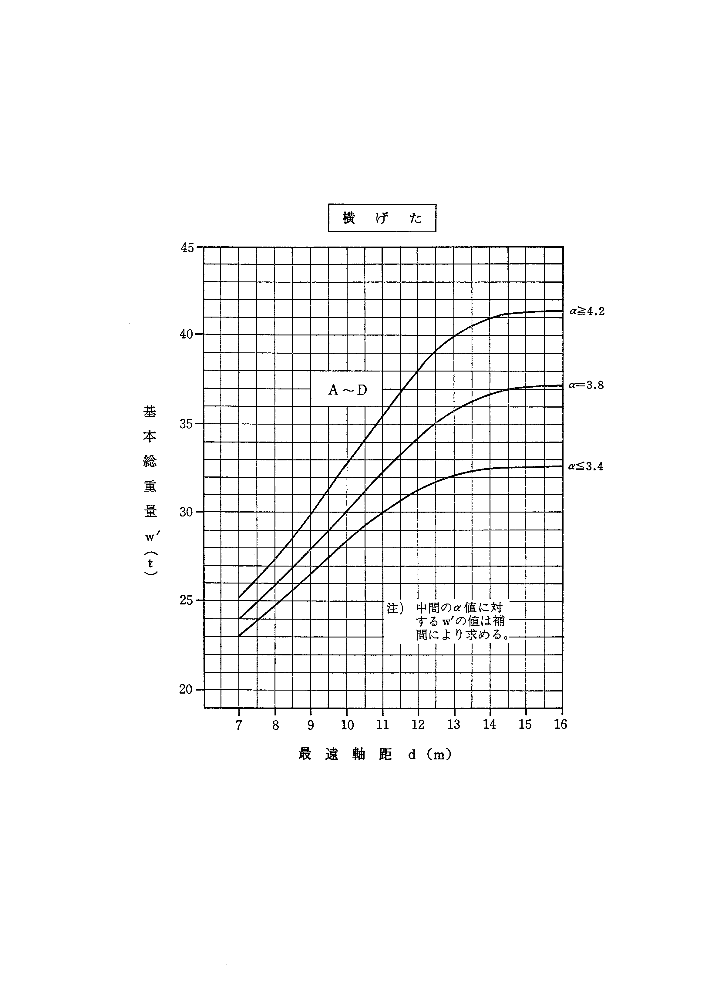 横げた
45
40
35
30
25
20
基本総重量w′(t)
A～D
α≧4.2
α=3.8
α≦3.4
注) 中間のα値に対
するw′の値は補
間により求める。
7 8 9 10 11 12 13 14 15 16
最遠軸距 d (m)